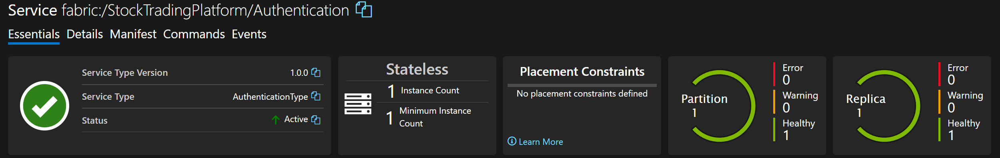 Service fabric:/StockTradingPlatform/Authentication
Essentials Details Manifest Commands Events
Service Type Version 1.0.0
Service Type AuthenticationType
Status Active
Stateless
1 Instance Count
1 Minimum Instance
Count
Placement Constraints
No placement constraints defined
Learn More
Partition
1
Error
0
Warning
0
Healthy
1
Replica
1
Error
0
Warning
0
Healthy
1